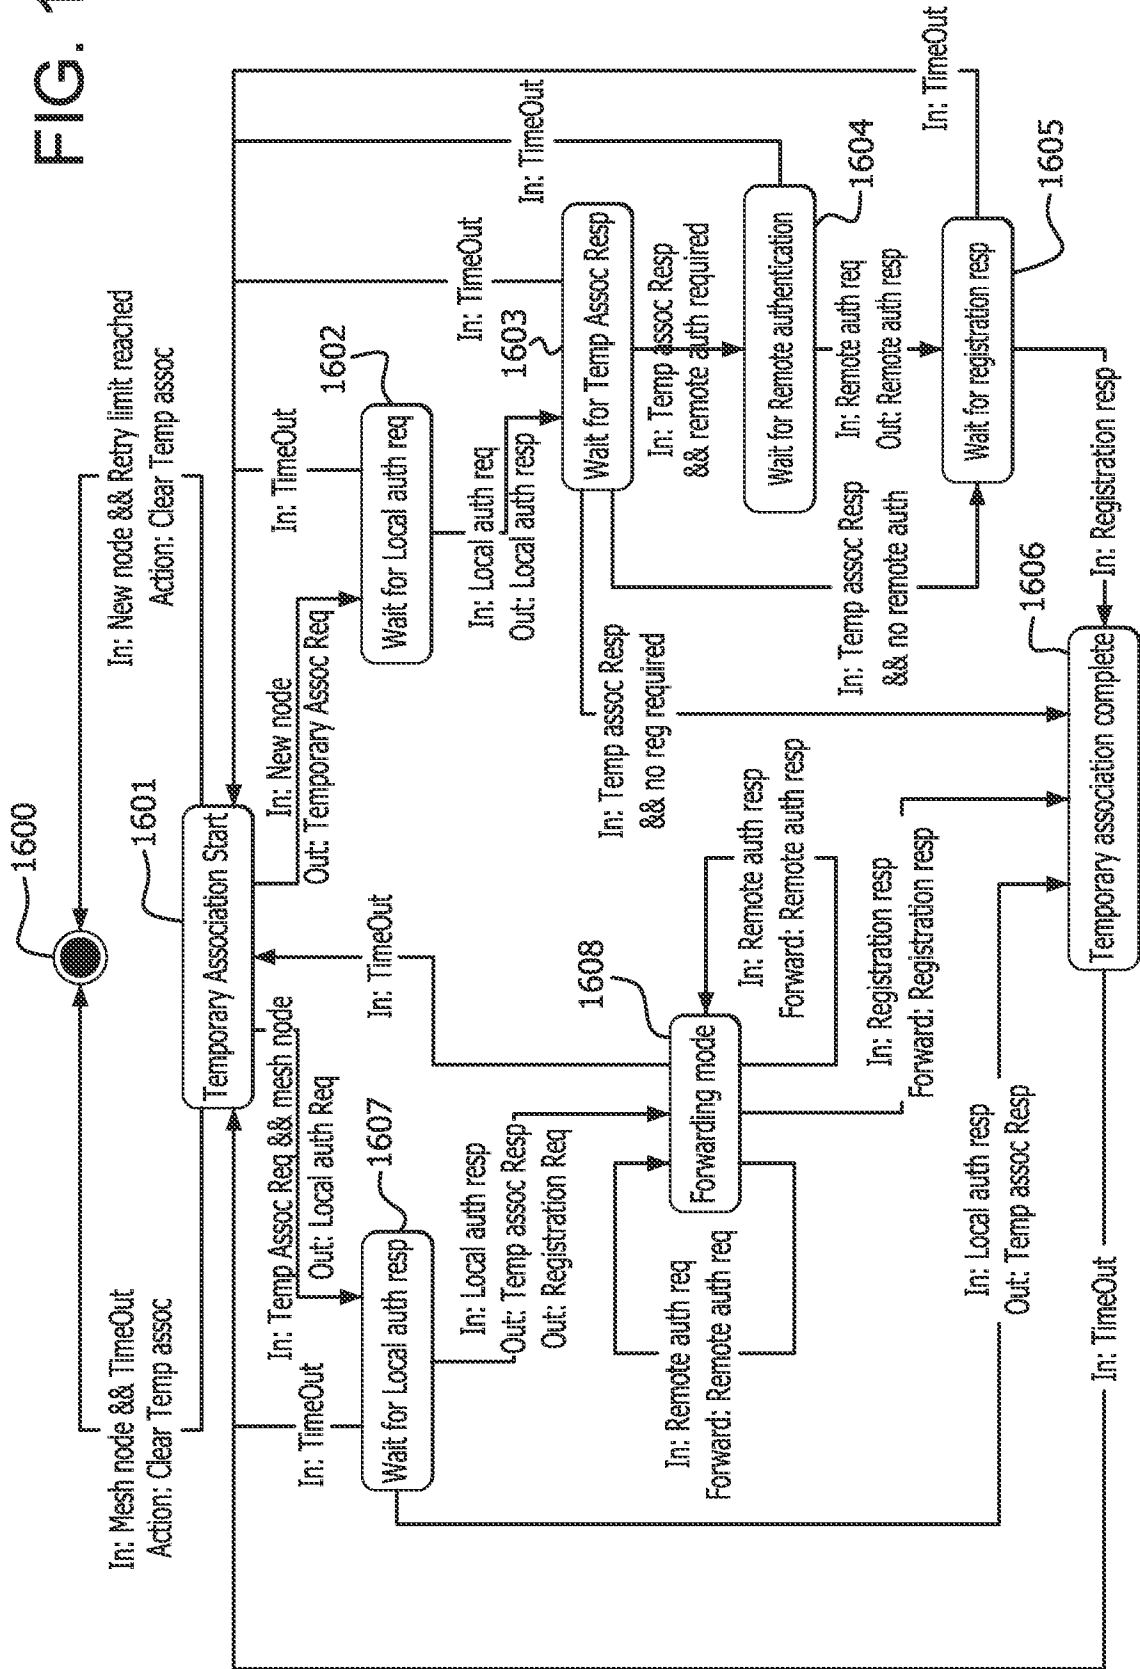 FIG. 1
1600
In: Mesh node && TimeOut
Action: Clear Temp assoc
In: New node && Retry limit reached
Action: Clear Temp assoc
1601
Temporary Association Start
In: TimeOut
In: Temp Assoc Req && mesh node
Out: Local auth Req
In: TimeOut
In: New node
Out: Temporary Assoc Req
In: TimeOut
In: TimeOut
In: TimeOut
In: TimeOut
1607
Wait for Local auth resp
1602
Wait for Local auth req
In: Local auth resp
Out: Temp assoc Resp
Out: Registration Req
In: Local auth req
Out: Local auth resp
1603
Wait for Temp Assoc Resp
1608
Forwarding mode
In: Remote auth req
Forward: Remote auth req
In: Remote auth resp
Forward: Remote auth resp
In: Temp assoc Resp
&& no reg required
In: Temp assoc Resp
&& remote auth required
Wait for Remote authentication
1604
In: Registration resp
Forward: Registration resp
In: Temp assoc Resp
&& no remote auth
In: Remote auth req
Out: Remote auth resp
Wait for registration resp
1605
In: Local auth resp
Out: Temp assoc Resp
1606
Temporary association complete
In: Registration resp
In: TimeOut